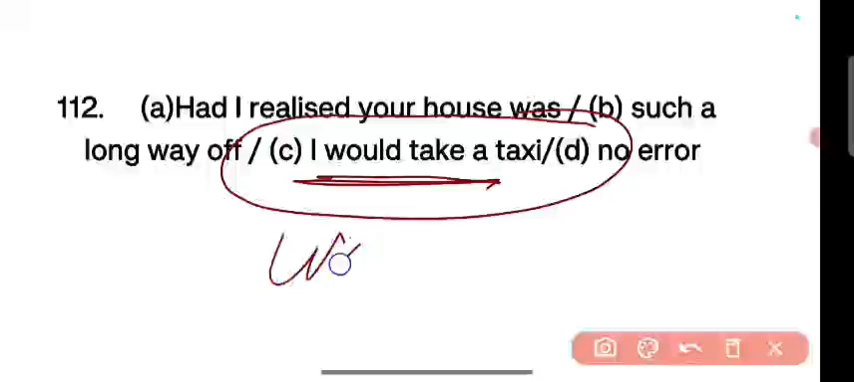 112. (a)Had I realised your house was / (b) such a
long way off / (c) I would take a taxi/(d) no error